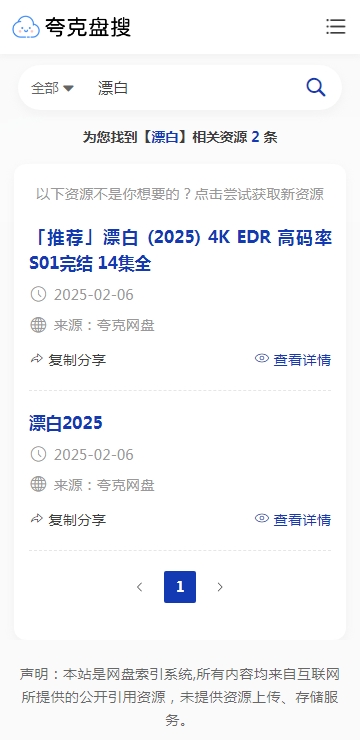 夸克盘搜
全部 漂白
为您找到【漂白】相关资源 2 条
以下资源不是你想要的？点击尝试获取新资源
「推荐」漂白 (2025) 4K EDR 高码率
S01完结 14集全
2025-02-06
来源：夸克网盘
复制分享 查看详情
漂白2025
2025-02-06
来源：夸克网盘
复制分享 查看详情
1
声明：本站是网盘索引系统,所有内容均来自互联网
所提供的公开引用资源，未提供资源上传、存储服
务。